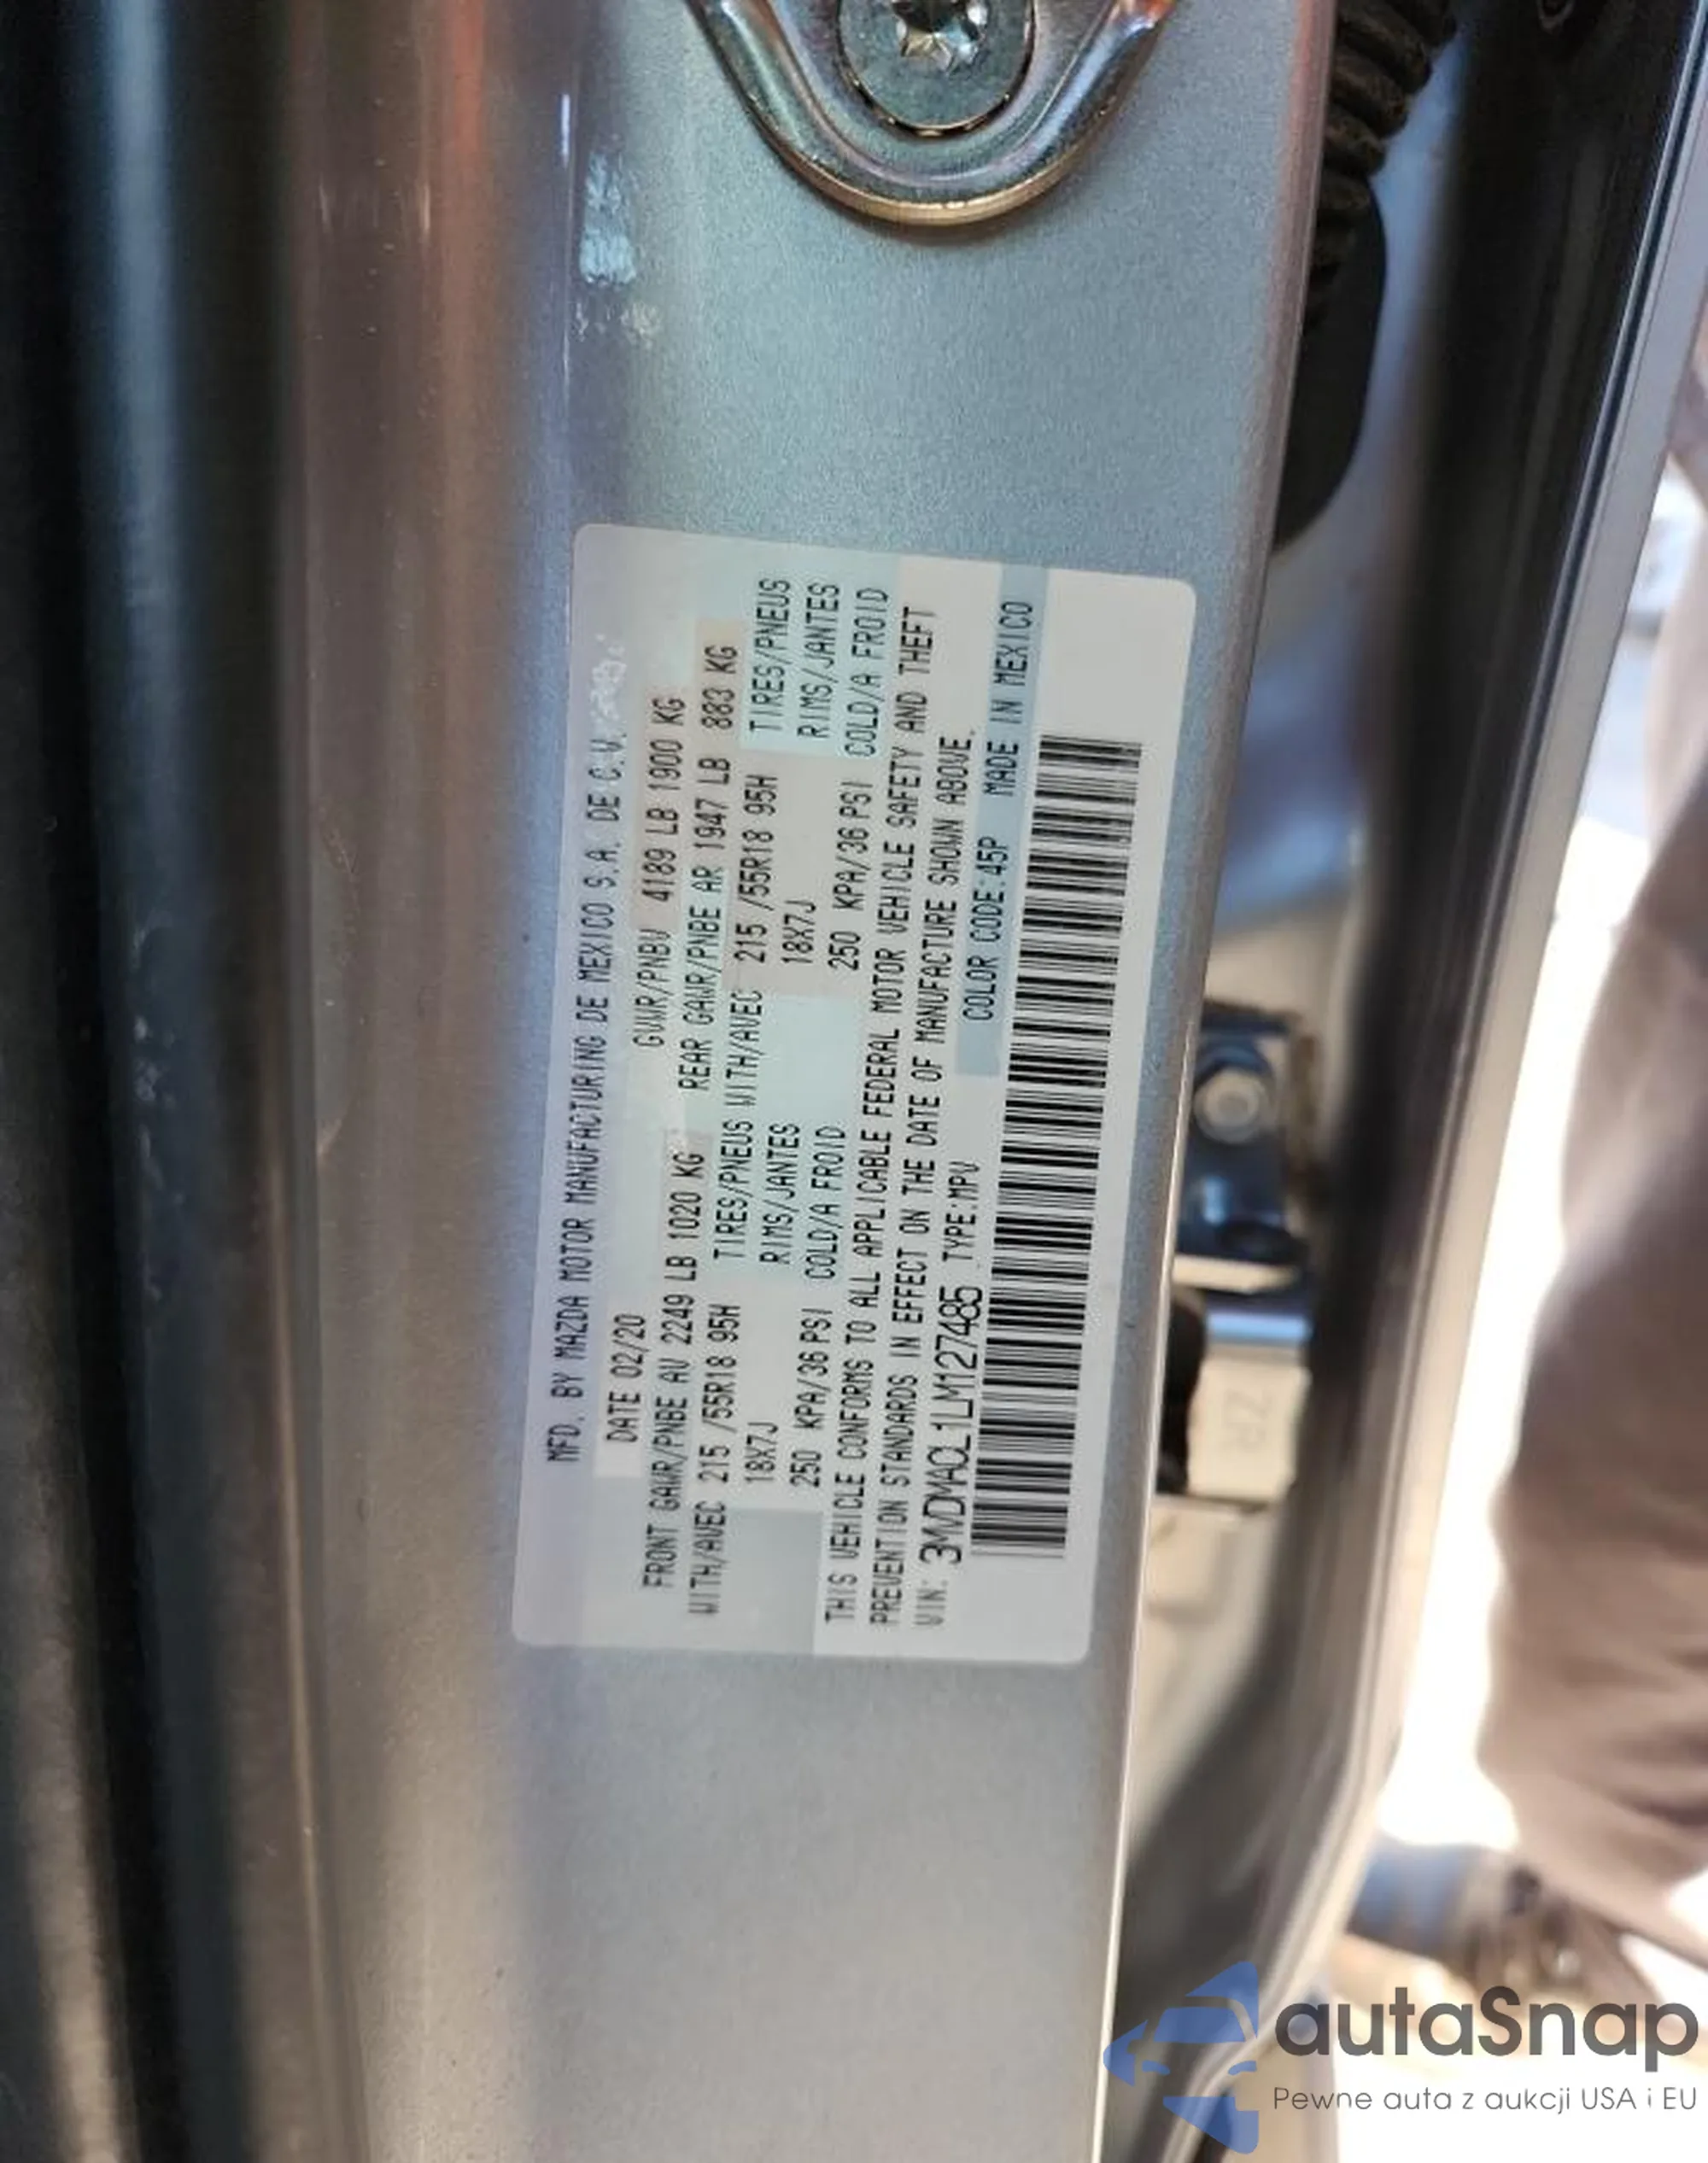 MFD. BY MAZDA MOTOR MANUFACTURING DE MEXICO S.A. DE C.V.
DATE 02/20 GVWR/PNBV 4189 LB 1900 KG
FRONT GAWR/PNBE AV 2249 LB 1020 KG REAR GAWR/PNBE AR 1947 LB 883 KG
WITH/AVEC 215 /55R18 95H TIRES/PNEUS WITH/AVEC 215 /55R18 95H TIRES/PNEUS
18X7J RIMS/JANTES 18X7J RIMS/JANTES
250 KPA/36 PSI COLD/A FROID 250 KPA/36 PSI COLD/A FROID
THIS VEHICLE CONFORMS TO ALL APPLICABLE FEDERAL MOTOR VEHICLE SAFETY AND THEFT
PREVENTION STANDARDS IN EFFECT ON THE DATE OF MANUFACTURE SHOWN ABOVE.
VIN: 3MVDMACL1LM127485 TYPE:MPV COLOR CODE:45P MADE IN MEXICO
autaSnap
Pewne auta z aukcji USA i EU